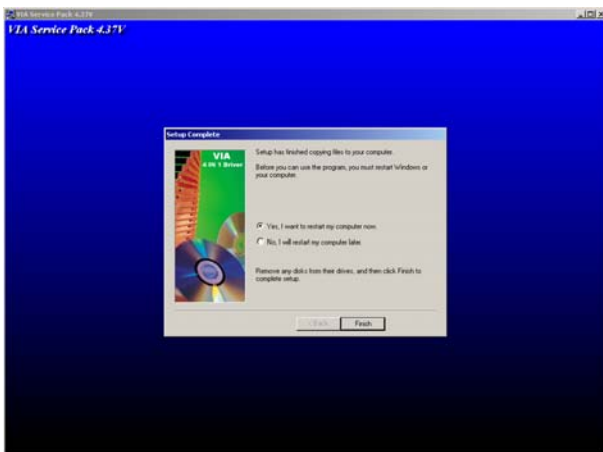 VIA Service Pack 4.37V
VIA Service Pack 4.37V
Setup Complete
VIA
4 IN 1 Driver
Setup has finished copying files to your computer.
Before you can use the program, you must restart Windows or
your computer.
Yes, I want to restart my computer now.
No, I will restart my computer later.
Remove any disks from their drives, and then click Finish to
complete setup.
< Back
Finish